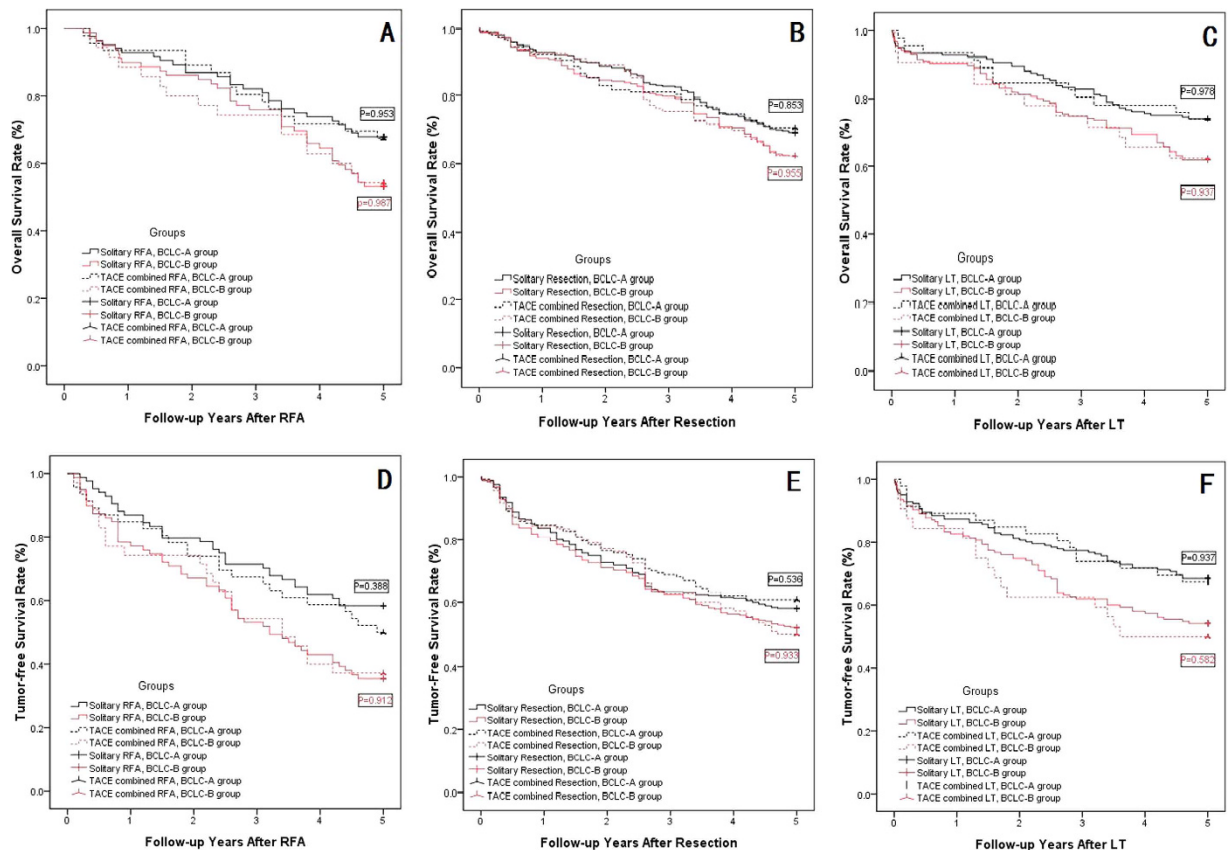 A
Overall Survival Rate (%)
1.0
0.8
0.6
0.4
0.2
0.0
P=0.953
p=0.987
Groups
Solitary RFA, BCLC-A group
Solitary RFA, BCLC-B group
TACE combined RFA, BCLC-A group
TACE combined RFA, BCLC-B group
Solitary RFA, BCLC-A group
Solitary RFA, BCLC-B group
TACE combined RFA, BCLC-A group
TACE combined RFA, BCLC-B group
0 1 2 3 4 5
Follow-up Years After RFA
B
Overall Survival Rate (%)
1.0
0.8
0.6
0.4
0.2
0.0
P=0.853
P=0.955
Groups
Solitary Resection, BCLC-A group
Solitary Resection, BCLC-B group
TACE combined Resection, BCLC-A group
TACE combined Resection, BCLC-B group
Solitary Resection, BCLC-A group
Solitary Resection, BCLC-B group
TACE combined Resection, BCLC-A group
TACE combined Resection, BCLC-B group
0 1 2 3 4 5
Follow-up Years After Resection
C
Overall Survival Rate (%)
1.0
0.8
0.6
0.4
0.2
0.0
P=0.978
P=0.937
Groups
Solitary LT, BCLC-A group
Solitary LT, BCLC-B group
TACE combined LT, BCLC-A group
TACE combined LT, BCLC-B group
Solitary LT, BCLC-A group
Solitary LT, BCLC-B group
TACE combined LT, BCLC-A group
TACE combined LT, BCLC-B group
0 1 2 3 4 5
Follow-up Years After LT
D
Tumor-free Survival Rate (%)
1.0
0.8
0.6
0.4
0.2
0.0
P=0.388
P=0.912
Groups
Solitary RFA, BCLC-A group
Solitary RFA, BCLC-B group
TACE combined RFA, BCLC-A group
TACE combined RFA, BCLC-B group
Solitary RFA, BCLC-A group
Solitary RFA, BCLC-B group
TACE combined RFA, BCLC-A group
TACE combined RFA, BCLC-B group
0 1 2 3 4 5
Follow-up Years After RFA
E
Tumor-free Survival Rate (%)
1.0
0.8
0.6
0.4
0.2
0.0
P=0.536
P=0.933
Groups
Solitary Resection, BCLC-A group
Solitary Resection, BCLC-B group
TACE combined Resection, BCLC-A group
TACE combined Resection, BCLC-B group
Solitary Resection, BCLC-A group
Solitary Resection, BCLC-B group
TACE combined Resection, BCLC-A group
TACE combined Resection, BCLC-B group
0 1 2 3 4 5
Follow-up Years After Resection
F
Tumor-free Survival Rate (%)
1.0
0.8
0.6
0.4
0.2
0.0
P=0.937
P=0.582
Groups
Solitary LT, BCLC-A group
Solitary LT, BCLC-B group
TACE combined LT, BCLC-A group
TACE combined LT, BCLC-B group
Solitary LT, BCLC-A group
Solitary LT, BCLC-B group
TACE combined LT, BCLC-A group
TACE combined LT, BCLC-B group
0 1 2 3 4 5
Follow-up Years After LT